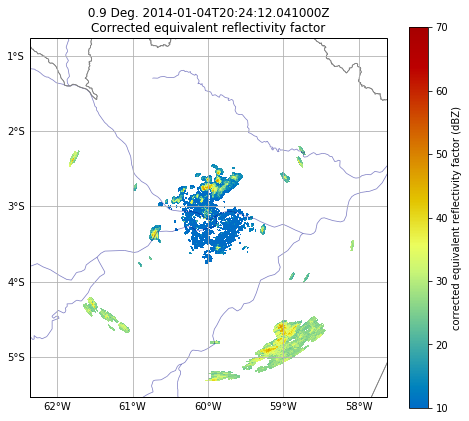 0.9 Deg. 2014-01-04T20:24:12.041000Z
Corrected equivalent reflectivity factor
1°S
2°S
3°S
4°S
5°S
62°W
61°W
60°W
59°W
58°W
70
60
50
40
30
20
10
corrected equivalent reflectivity factor (dBZ)